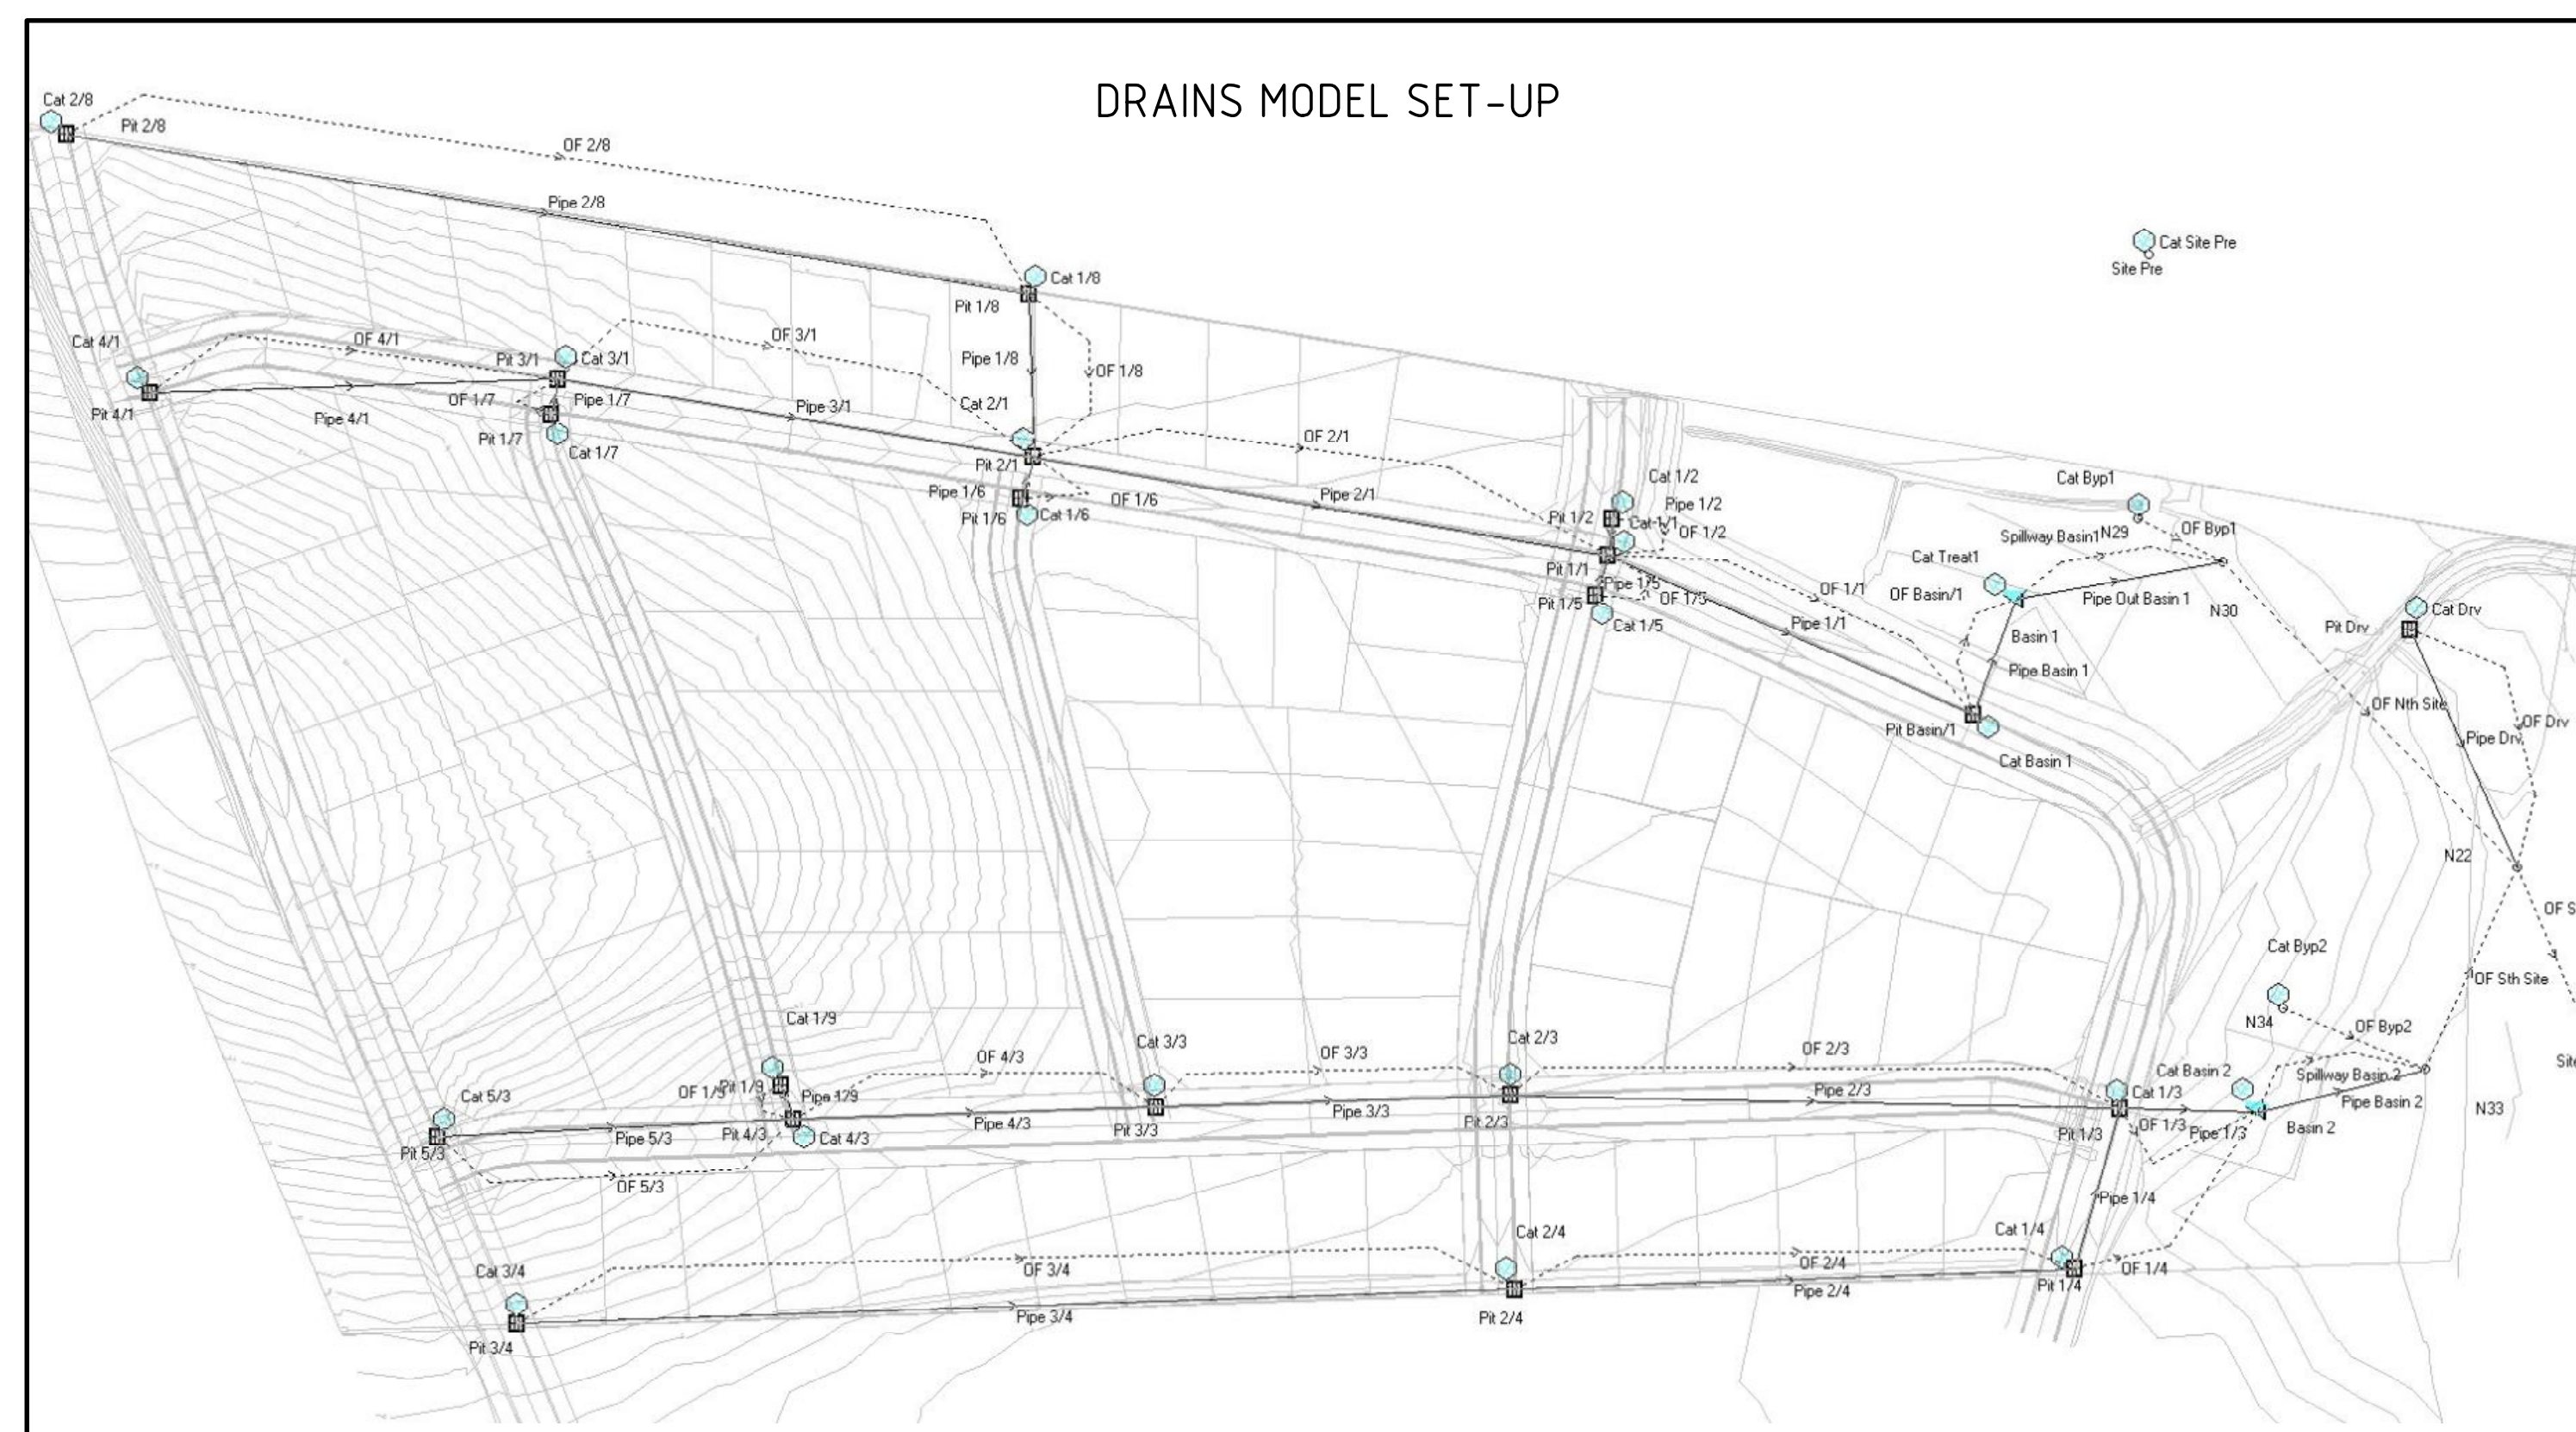 DRAINS MODEL SET-UP
Cat 2/8
Pit 2/8
OF 2/8
Pipe 2/8
Cat Site Pre
Site Pre
Cat 1/8
Pit 1/8
Cat 4/1
OF 4/1
Pit 3/1
Cat 3/1
OF 3/1
Pipe 1/8
OF 1/8
Pit 4/1
Pipe 4/1
OF 1/7
Pipe 1/7
Pipe 3/1
Cat 2/1
Pit 1/7
Cat 1/7
Pit 2/1
OF 2/1
Pipe 1/6
OF 1/6
Pipe 2/1
Pit 1/6
Cat 1/6
Cat 1/2
Pipe 1/2
Pit 1/2
Cat 1/1
OF 1/2
Cat Byp1
Spillway Basin1
N29
OF Byp1
Pit 1/1
Pipe 1/5
Cat Treat1
OF 1/1
OF Basin/1
Pipe Out Basin 1
N30
Pit 1/5
OF 1/5
Cat 1/5
Pipe 1/1
Basin 1
Pipe Basin 1
Cat Drv
Pit Drv
OF Nth Site
OF Drv
Pipe Drv
Pit Basin/1
Cat Basin 1
N22
OF S
Cat Byp2
OF Sth Site
N34
OF Byp2
Cat 1/9
Cat 3/3
Cat 2/3
OF 4/3
OF 3/3
OF 2/3
Site
Cat 5/3
OF 1/9
Pit 1/9
Pipe 1/9
Cat Basin 2
Spillway Basin 2
Pipe 2/3
Cat 1/3
Pipe Basin 2
N33
Pit 5/3
Pipe 5/3
Pit 4/3
Cat 4/3
Pipe 4/3
Pit 3/3
Pipe 3/3
Pit 2/3
Pit 1/3
OF 1/3
Pipe 1/3
Basin 2
OF 5/3
Pipe 1/4
Cat 2/4
Cat 1/4
Cat 3/4
OF 3/4
OF 2/4
OF 1/4
Pit 1/4
Pipe 3/4
Pipe 2/4
Pit 3/4
Pit 2/4